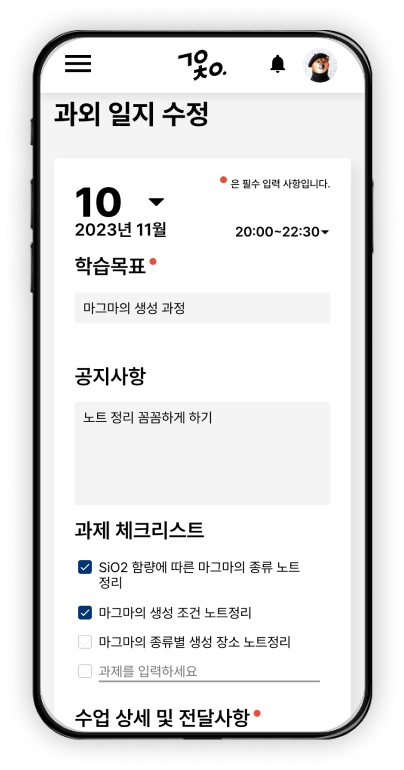 과외 일지 수정
은 필수 입력 사항입니다.
10
2023년 11월
20:00~22:30
학습목표
마그마의 생성 과정
공지사항
노트 정리 꼼꼼하게 하기
과제 체크리스트
SiO2 함량에 따른 마그마의 종류 노트
정리
마그마의 생성 조건 노트정리
마그마의 종류별 생성 장소 노트정리
과제를 입력하세요
수업 상세 및 전달사항